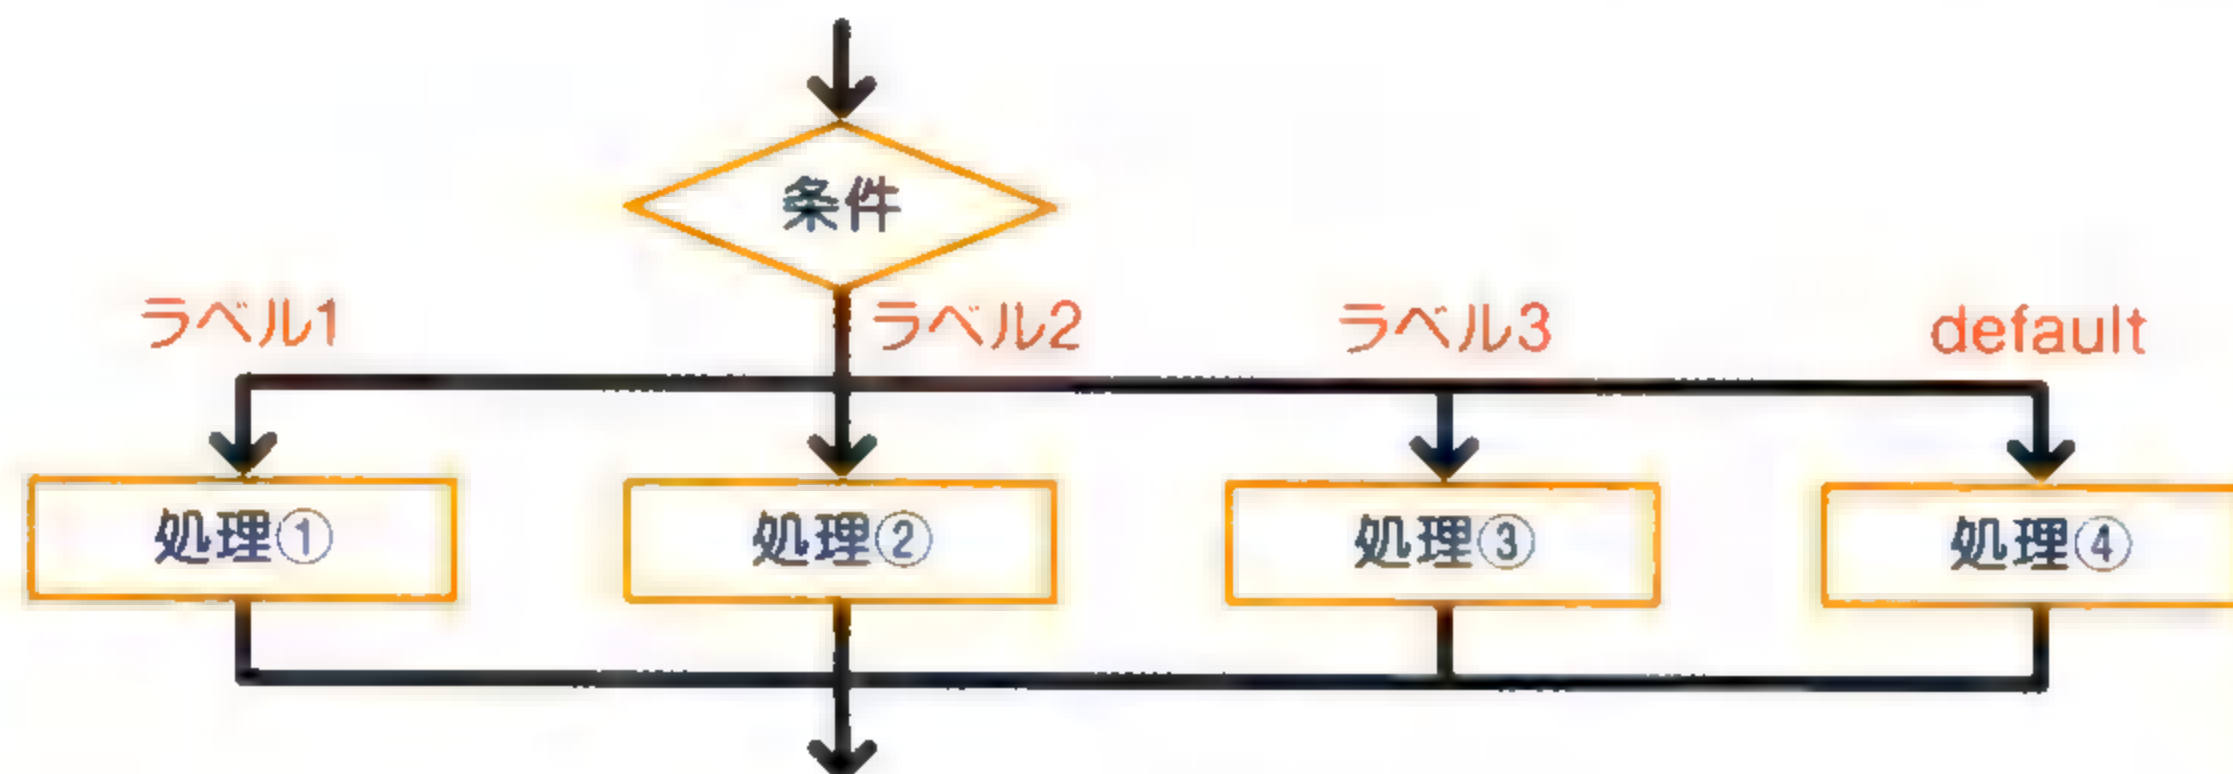 条件
ラベル1
ラベル2
ラベル3
default
処理①
処理②
処理③
処理④